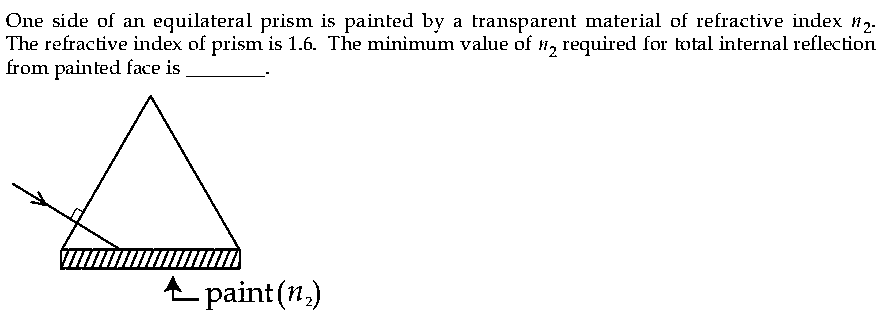 One side of an equilateral prism is painted by a transparent material of refractive index n₂.
The refractive index of prism is 1.6. The minimum value of n₂ required for total internal reflection
from painted face is ________.
paint(n₂)